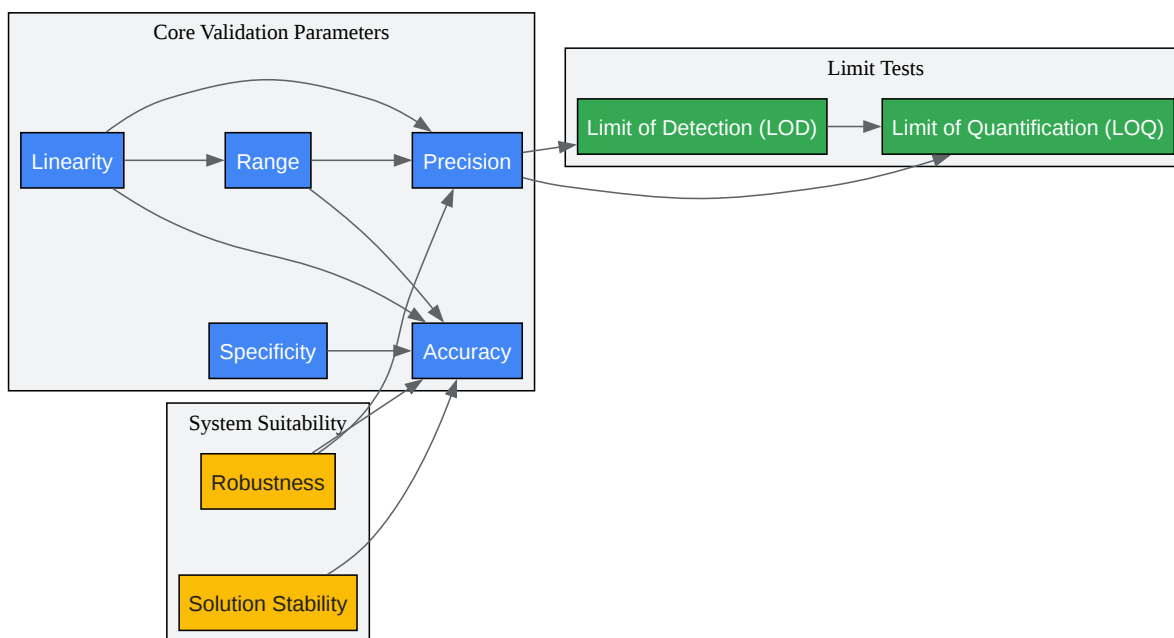 Core Validation Parameters
Limit Tests
Limit of Detection (LOD)
Limit of Quantification (LOQ)
Linearity
Range
Precision
Specificity
Accuracy
System Suitability
Robustness
Solution Stability